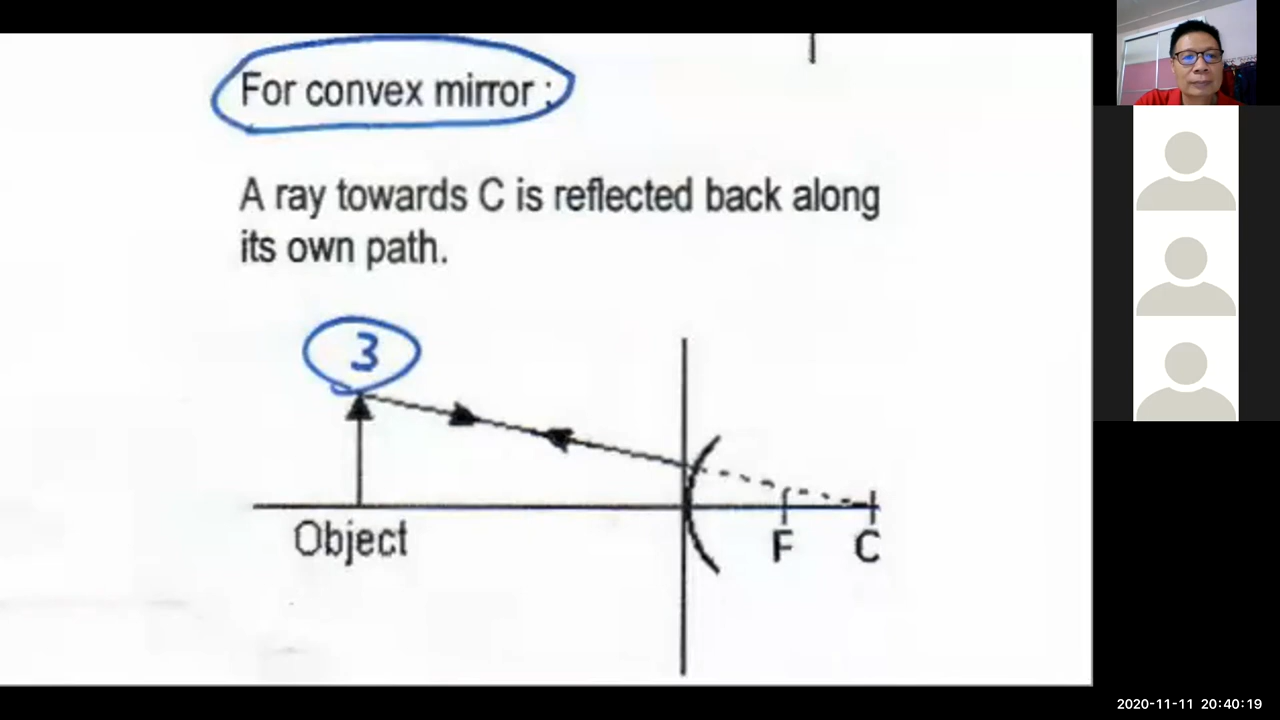 For convex mirror :
A ray towards C is reflected back along
its own path.
3
Object
F
C
2020-11-11 20:40:19